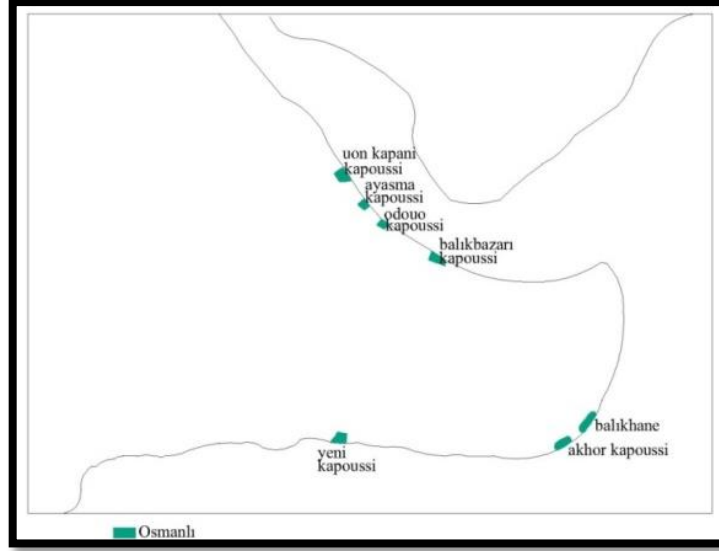 uon kapani
kapoussi
ayasma
kapoussi
odouo
kapoussi
balıkbazarı
kapoussi
balıkhane
akhor kapoussi
yeni
kapoussi
Osmanlı